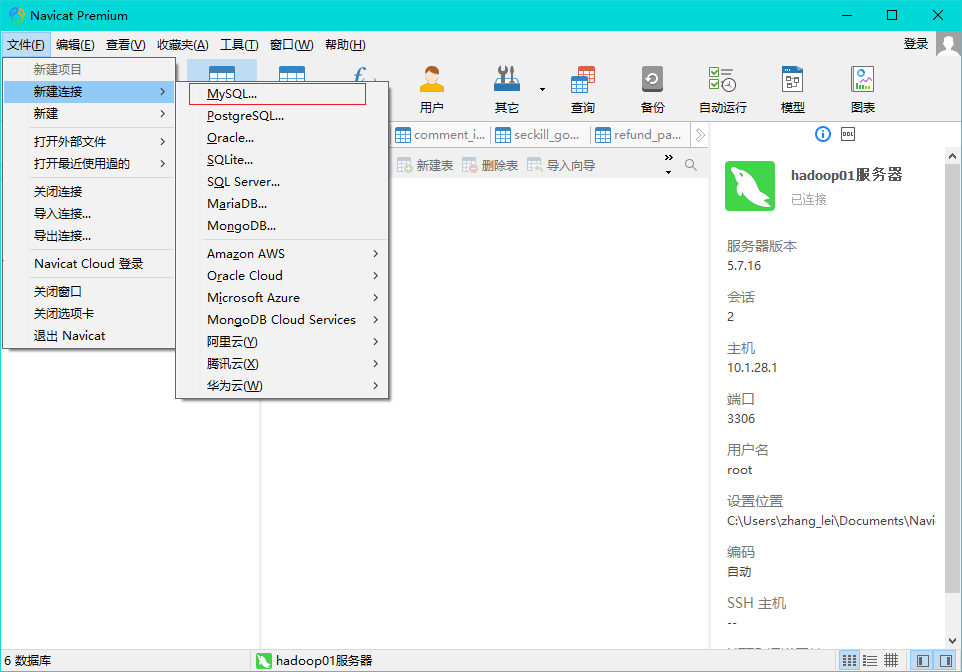 Navicat Premium
文件(F) 编辑(E) 查看(V) 收藏夹(A) 工具(T) 窗口(W) 帮助(H) 登录
新建项目
新建连接
新建
打开外部文件
打开最近使用過的
关闭连接
导入连接...
导出连接...
Navicat Cloud 登录
关闭窗口
关闭选项卡
退出 Navicat
MySQL...
PostgreSQL...
Oracle...
SQLite...
SQL Server...
MariaDB...
MongoDB...
Amazon AWS
Oracle Cloud
Microsoft Azure
MongoDB Cloud Services
阿里云(Y)
腾讯云(X)
华为云(W)
用户 其它 查询 备份 自动运行 模型 图表
comment_i... seckill_go... refund_pa...
DDL
新建表 删除表 导入向导
hadoop01服务器
已连接
服务器版本
5.7.16
会话
2
主机
10.1.28.1
端口
3306
用户名
root
设置位置
C:\Users\zhang_lei\Documents\Navi
编码
自动
SSH 主机
--
6 数据库 hadoop01服务器